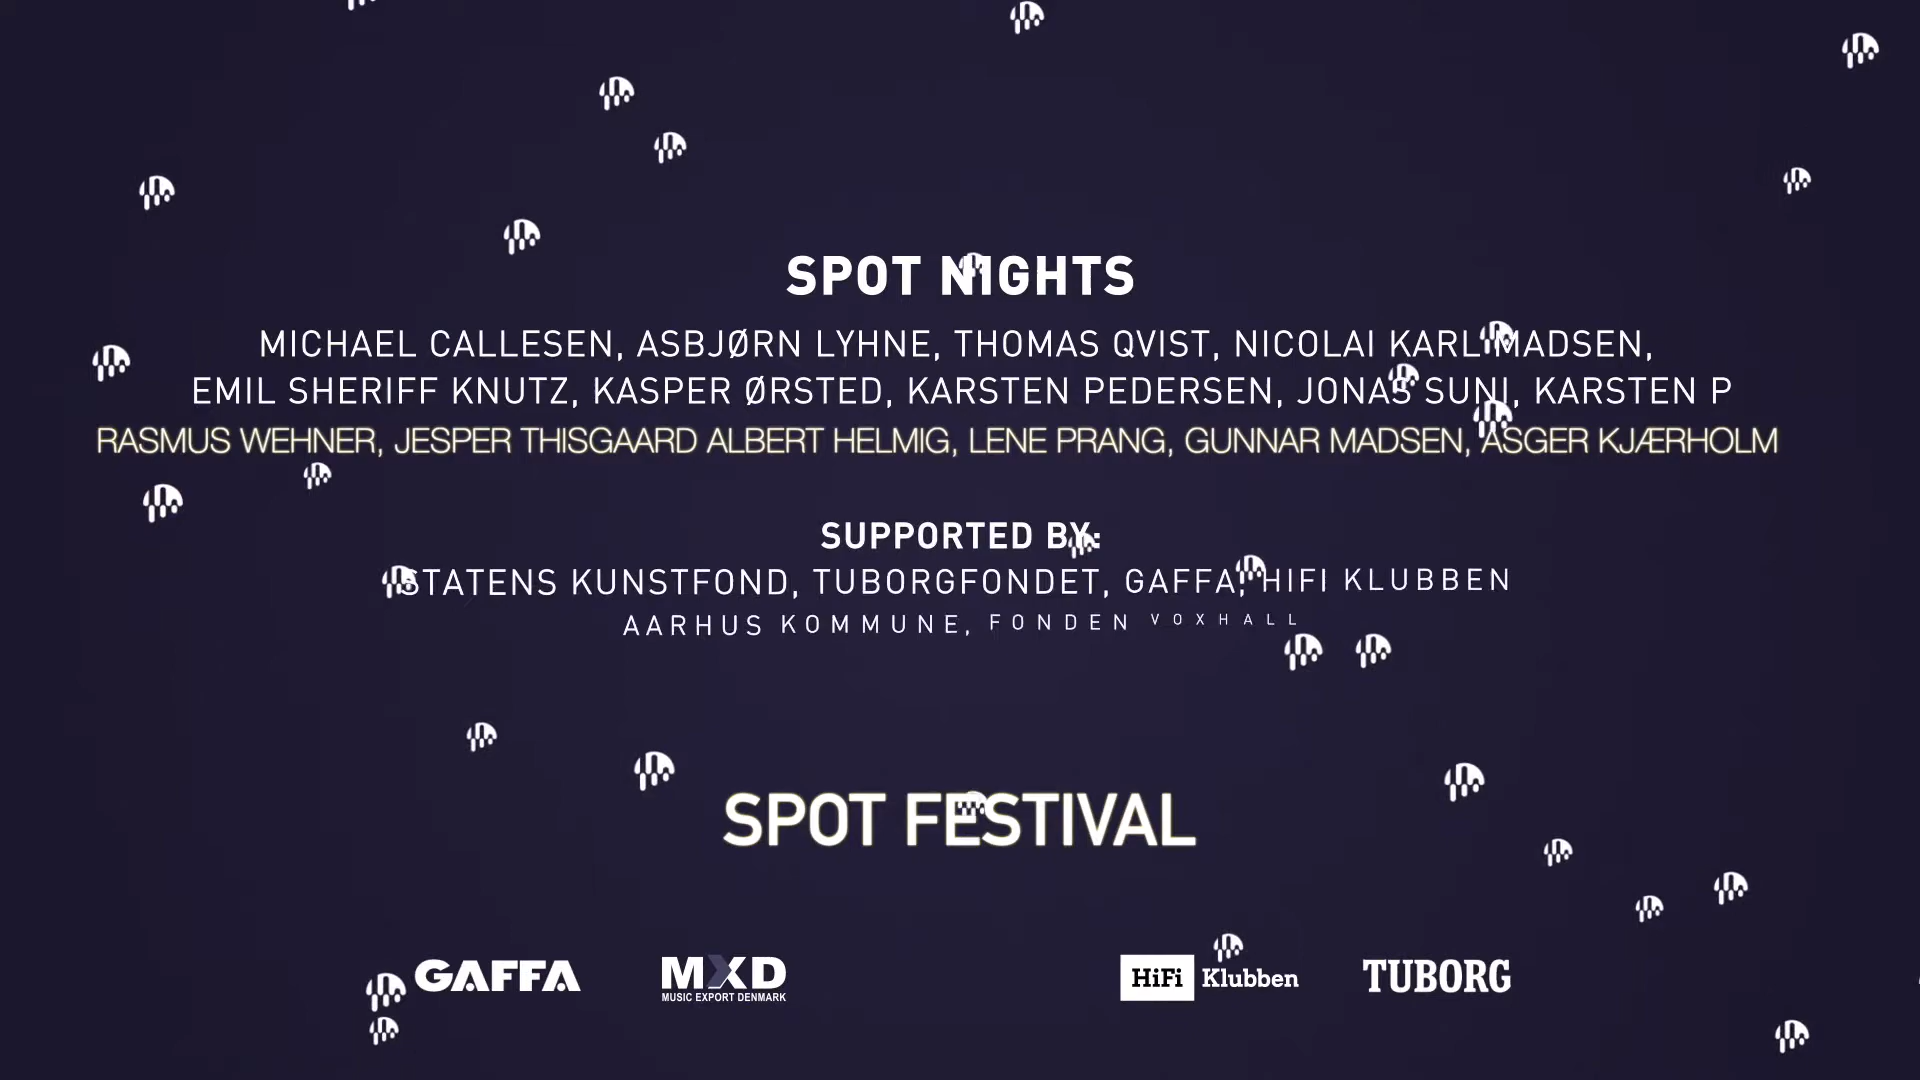 SPOT NIGHTS
MICHAEL CALLESEN, ASBJØRN LYHNE, THOMAS QVIST, NICOLAI KARL MADSEN,
EMIL SHERIFF KNUTZ, KASPER ØRSTED, KARSTEN PEDERSEN, JONAS SUNI, KARSTEN P
RASMUS WEHNER, JESPER THISGAARD ALBERT HELMIG, LENE PRANG, GUNNAR MADSEN, ASGER KJÆRHOLM
SUPPORTED BY:
STATENS KUNSTFOND, TUBORGFONDET, GAFFA, HIFI KLUBBEN
AARHUS KOMMUNE, FONDEN VOXHALL
SPOT FESTIVAL
GAFFA MXD HiFi Klubben TUBORG
MUSIC EXPORT DENMARK